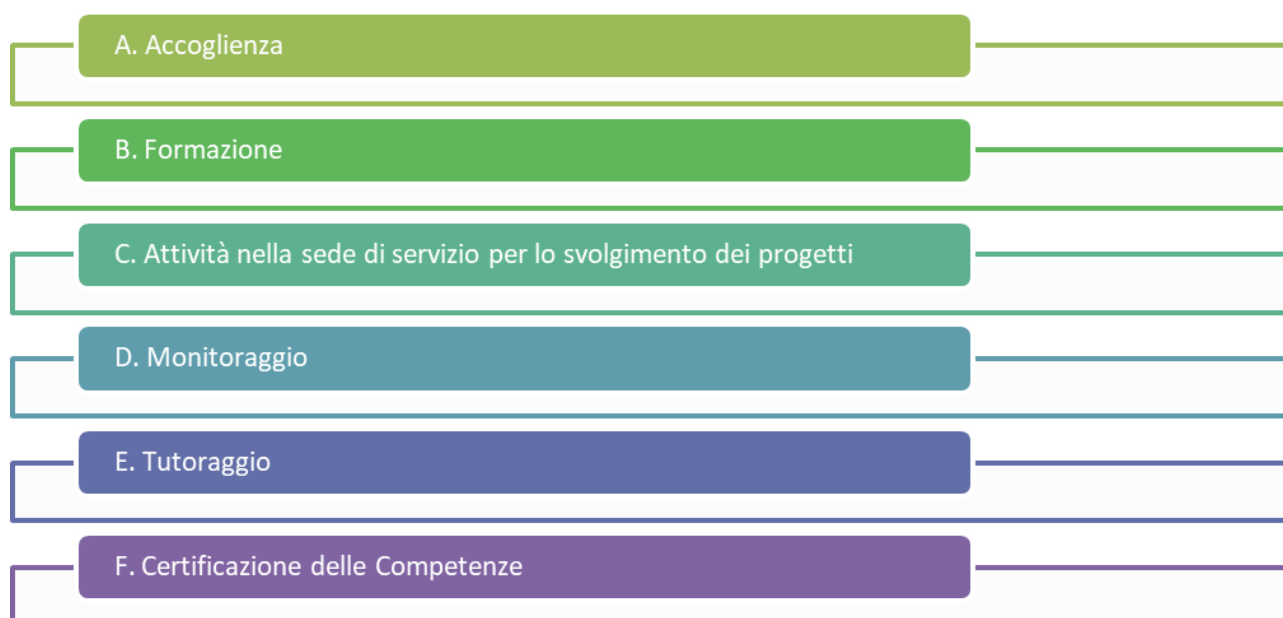 A. Accoglienza
B. Formazione
C. Attività nella sede di servizio per lo svolgimento dei progetti
D. Monitoraggio
E. Tutoraggio
F. Certificazione delle Competenze